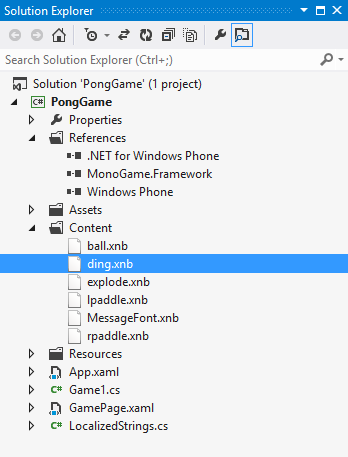 Solution Explorer
Search Solution Explorer (Ctrl+;)
Solution 'PongGame' (1 project)
C# PongGame
Properties
References
.NET for Windows Phone
MonoGame.Framework
Windows Phone
Assets
Content
ball.xnb
ding.xnb
explode.xnb
lpaddle.xnb
MessageFont.xnb
rpaddle.xnb
Resources
App.xaml
C# Game1.cs
GamePage.xaml
C# LocalizedStrings.cs